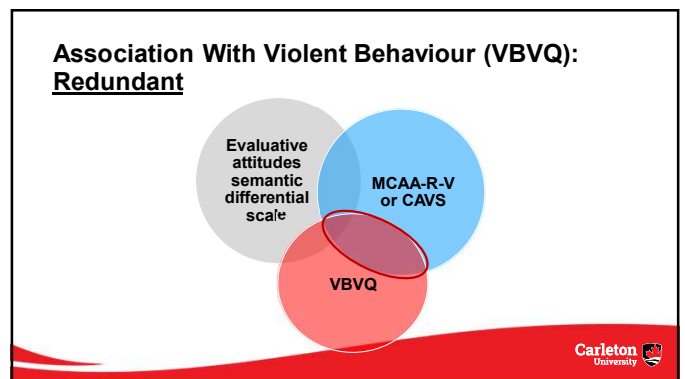 Association With Violent Behaviour (VBVQ):
Redundant
Evaluative
attitudes
semantic
differential
scale
MCAA-R-V
or CAVS
VBVQ
Carleton
University